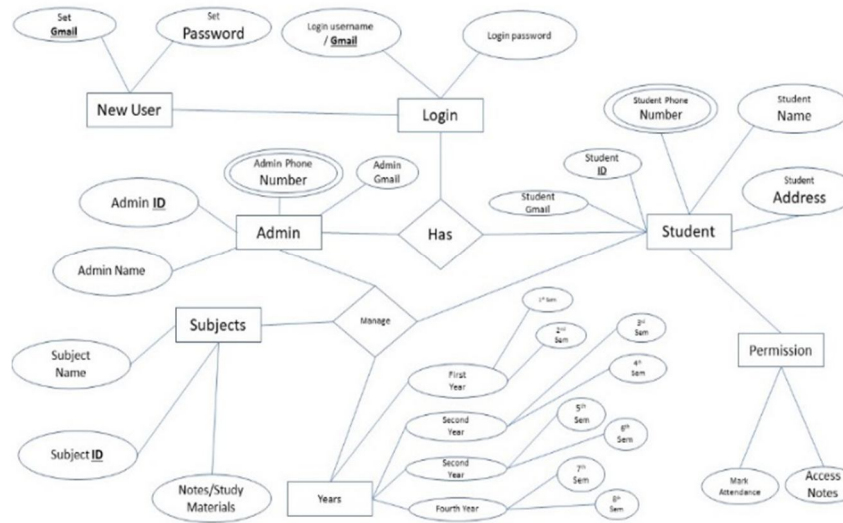 Set
Gmail
Set
Password
Login username
/ Gmail
Login password
New User
Login
Student Phone
Number
Student
Name
Admin Phone
Number
Admin
Gmail
Student
ID
Student
Gmail
Student
Address
Admin ID
Admin
Has
Student
Admin Name
Subjects
Manage
1st Sem
2nd
Sem
3rd
Sem
4th
Sem
Permission
Subject
Name
First
Year
Second
Year
5th
Sem
6th
Sem
Subject ID
Second
Year
7th
Sem
Notes/Study
Materials
Years
Fourth Year
8th
Sem
Mark
Attendance
Access
Notes